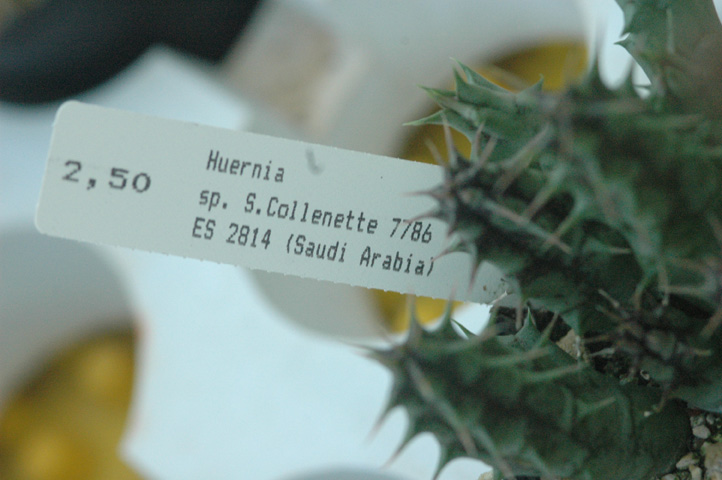 2,50
Huernia
sp. S.Collenette 7786
ES 2814 (Saudi Arabia)